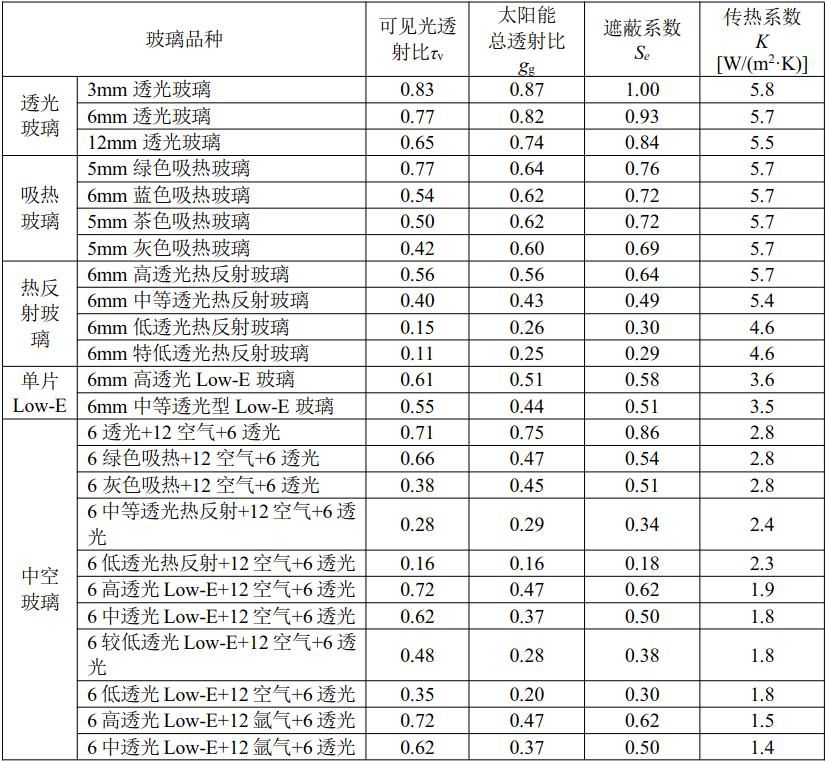 玻璃品种 可见光透射比τv 太阳能总透射比gg 遮蔽系数Se 传热系数K [W/(m²·K)]
透光玻璃
3mm 透光玻璃 0.83 0.87 1.00 5.8
6mm 透光玻璃 0.77 0.82 0.93 5.7
12mm 透光玻璃 0.65 0.74 0.84 5.5
吸热玻璃
5mm 绿色吸热玻璃 0.77 0.64 0.76 5.7
6mm 蓝色吸热玻璃 0.54 0.62 0.72 5.7
5mm 茶色吸热玻璃 0.50 0.62 0.72 5.7
5mm 灰色吸热玻璃 0.42 0.60 0.69 5.7
热反射玻璃
6mm 高透光热反射玻璃 0.56 0.56 0.64 5.7
6mm 中等透光热反射玻璃 0.40 0.43 0.49 5.4
6mm 低透光热反射玻璃 0.15 0.26 0.30 4.6
6mm 特低透光热反射玻璃 0.11 0.25 0.29 4.6
单片 Low-E
6mm 高透光 Low-E 玻璃 0.61 0.51 0.58 3.6
6mm 中等透光型 Low-E 玻璃 0.55 0.44 0.51 3.5
中空玻璃
6 透光+12 空气+6 透光 0.71 0.75 0.86 2.8
6 绿色吸热+12 空气+6 透光 0.66 0.47 0.54 2.8
6 灰色吸热+12 空气+6 透光 0.38 0.45 0.51 2.8
6 中等透光热反射+12 空气+6 透光 0.28 0.29 0.34 2.4
6 低透光热反射+12 空气+6 透光 0.16 0.16 0.18 2.3
6 高透光 Low-E+12 空气+6 透光 0.72 0.47 0.62 1.9
6 中透光 Low-E+12 空气+6 透光 0.62 0.37 0.50 1.8
6 较低透光 Low-E+12 空气+6 透光 0.48 0.28 0.38 1.8
6 低透光 Low-E+12 空气+6 透光 0.35 0.20 0.30 1.8
6 高透光 Low-E+12 氩气+6 透光 0.72 0.47 0.62 1.5
6 中透光 Low-E+12 氩气+6 透光 0.62 0.37 0.50 1.4